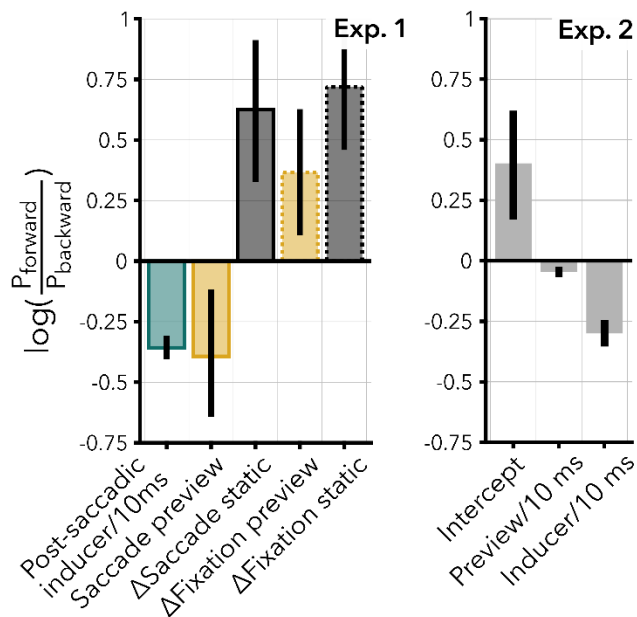 Exp. 1
Exp. 2
log(P forward / P backward)
1
0.75
0.5
0.25
0
-0.25
-0.5
-0.75
Post-saccadic
inducer/10ms
Saccade preview
ΔSaccade static
ΔFixation preview
ΔFixation static
1
0.75
0.5
0.25
0
-0.25
-0.5
-0.75
Intercept
Preview/10 ms
Inducer/10 ms